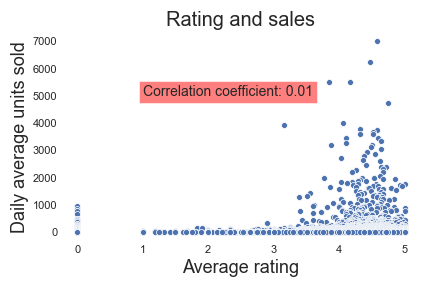 Rating and sales
Daily average units sold
7000
6000
5000
4000
3000
2000
1000
0
Correlation coefficient: 0.01
0 1 2 3 4 5
Average rating